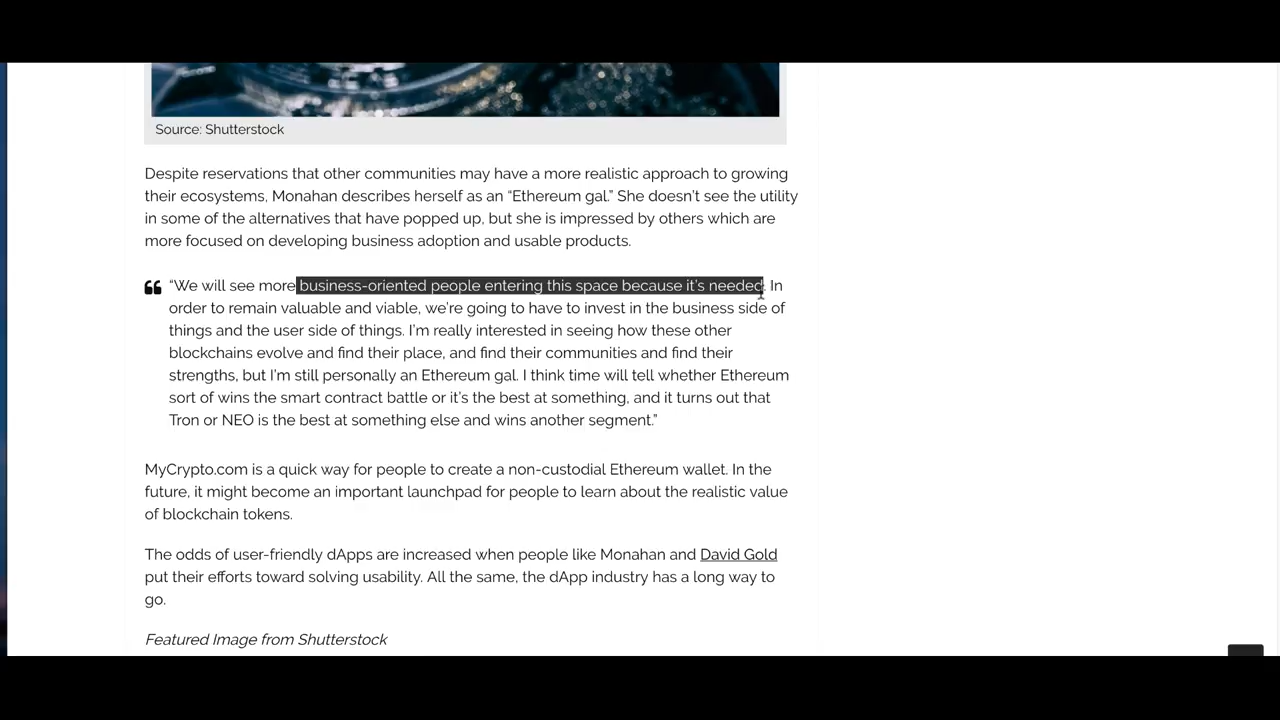 Source: Shutterstock
Despite reservations that other communities may have a more realistic approach to growing
their ecosystems, Monahan describes herself as an “Ethereum gal.” She doesn’t see the utility
in some of the alternatives that have popped up, but she is impressed by others which are
more focused on developing business adoption and usable products.
“We will see more business-oriented people entering this space because it’s needed. In
order to remain valuable and viable, we’re going to have to invest in the business side of
things and the user side of things. I’m really interested in seeing how these other
blockchains evolve and find their place, and find their communities and find their
strengths, but I’m still personally an Ethereum gal. I think time will tell whether Ethereum
sort of wins the smart contract battle or it’s the best at something, and it turns out that
Tron or NEO is the best at something else and wins another segment.”
MyCrypto.com is a quick way for people to create a non-custodial Ethereum wallet. In the
future, it might become an important launchpad for people to learn about the realistic value
of blockchain tokens.
The odds of user-friendly dApps are increased when people like Monahan and David Gold
put their efforts toward solving usability. All the same, the dApp industry has a long way to
go.
Featured Image from Shutterstock